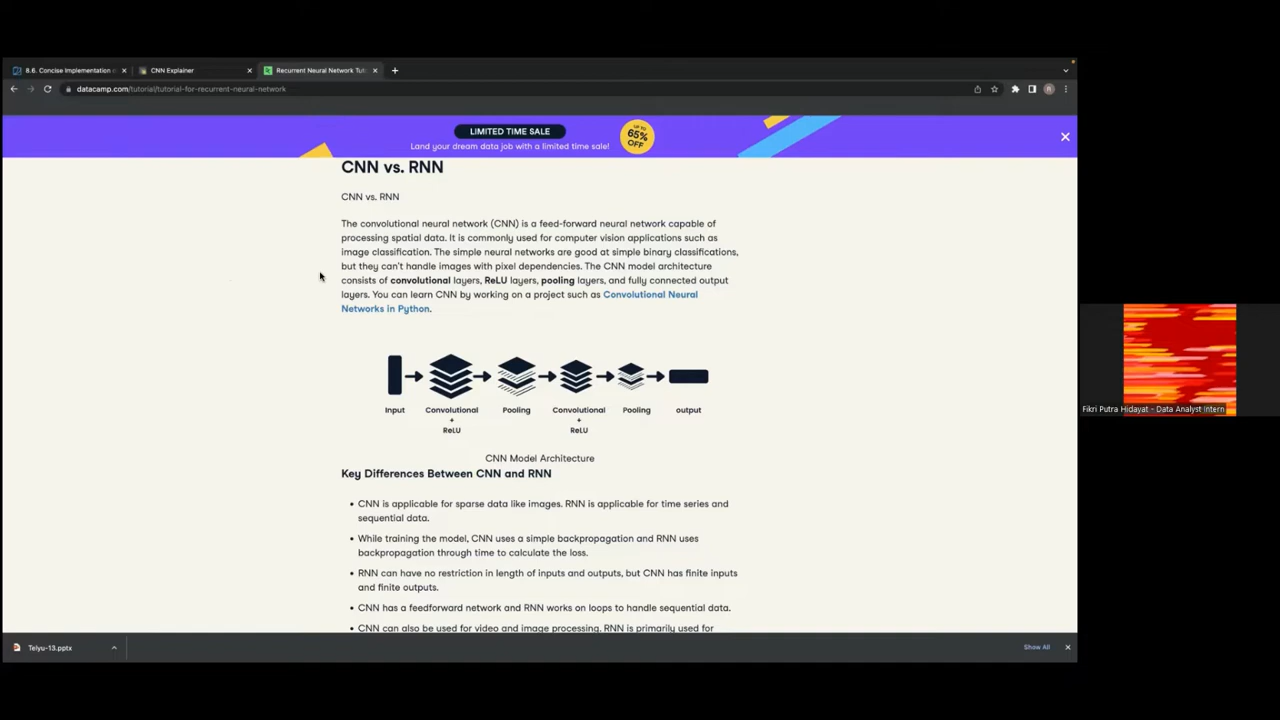 8.6. Concise Implementation o
CNN Explainer
Recurrent Neural Network Tut
datacamp.com/tutorial/tutorial-for-recurrent-neural-network
LIMITED TIME SALE
Land your dream data job with a limited time sale!
UP TO
65%
OFF
CNN vs. RNN
CNN vs. RNN
The convolutional neural network (CNN) is a feed-forward neural network capable of
processing spatial data. It is commonly used for computer vision applications such as
image classification. The simple neural networks are good at simple binary classifications,
but they can't handle images with pixel dependencies. The CNN model architecture
consists of convolutional layers, ReLU layers, pooling layers, and fully connected output
layers. You can learn CNN by working on a project such as Convolutional Neural
Networks in Python.
Input
Convolutional
+
ReLU
Pooling
Convolutional
+
ReLU
Pooling
output
CNN Model Architecture
Key Differences Between CNN and RNN
• CNN is applicable for sparse data like images. RNN is applicable for time series and
sequential data.
• While training the model, CNN uses a simple backpropagation and RNN uses
backpropagation through time to calculate the loss.
• RNN can have no restriction in length of inputs and outputs, but CNN has finite inputs
and finite outputs.
• CNN has a feedforward network and RNN works on loops to handle sequential data.
• CNN can also be used for video and image processing. RNN is primarily used for
Telyu-13.pptx
Show All
Fikri Putra Hidayat - Data Analyst Intern